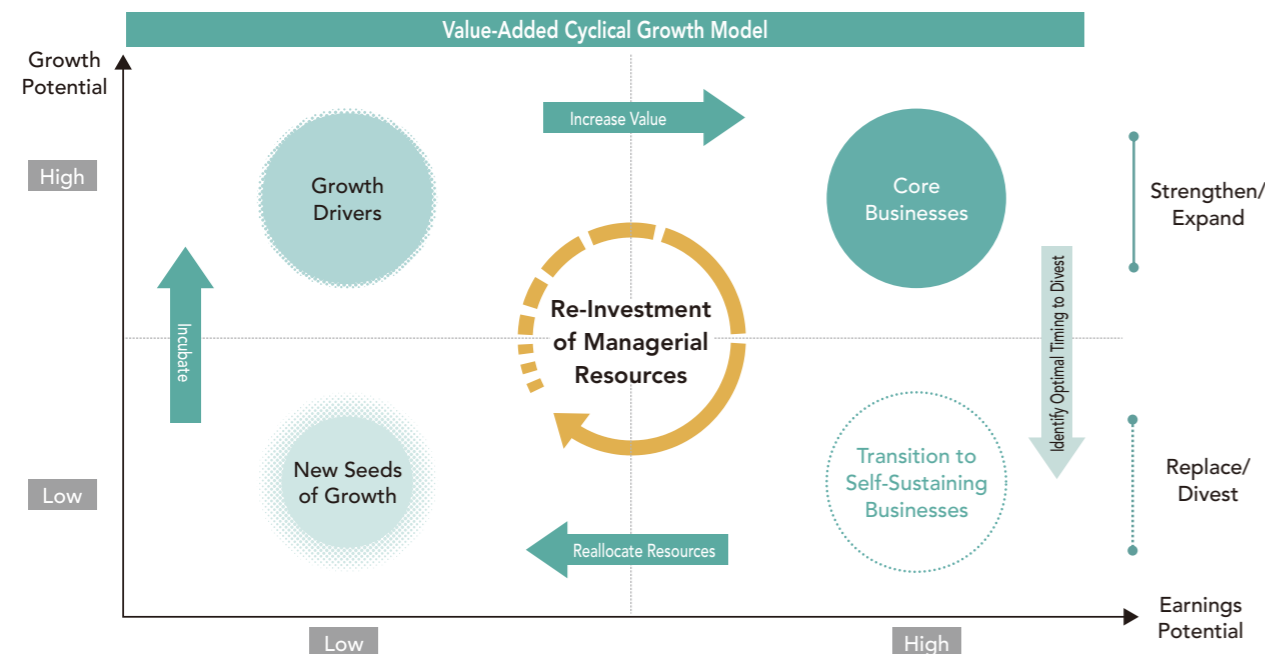 Value-Added Cyclical Growth Model
Growth
Potential
High
Low
Increase Value
Growth
Drivers
Core
Businesses
Strengthen/
Expand
Incubate
Re-Investment
of Managerial
Resources
Identify Optimal Timing to Divest
New Seeds
of Growth
Transition to
Self-Sustaining
Businesses
Replace/
Divest
Reallocate Resources
Earnings
Potential
Low
High